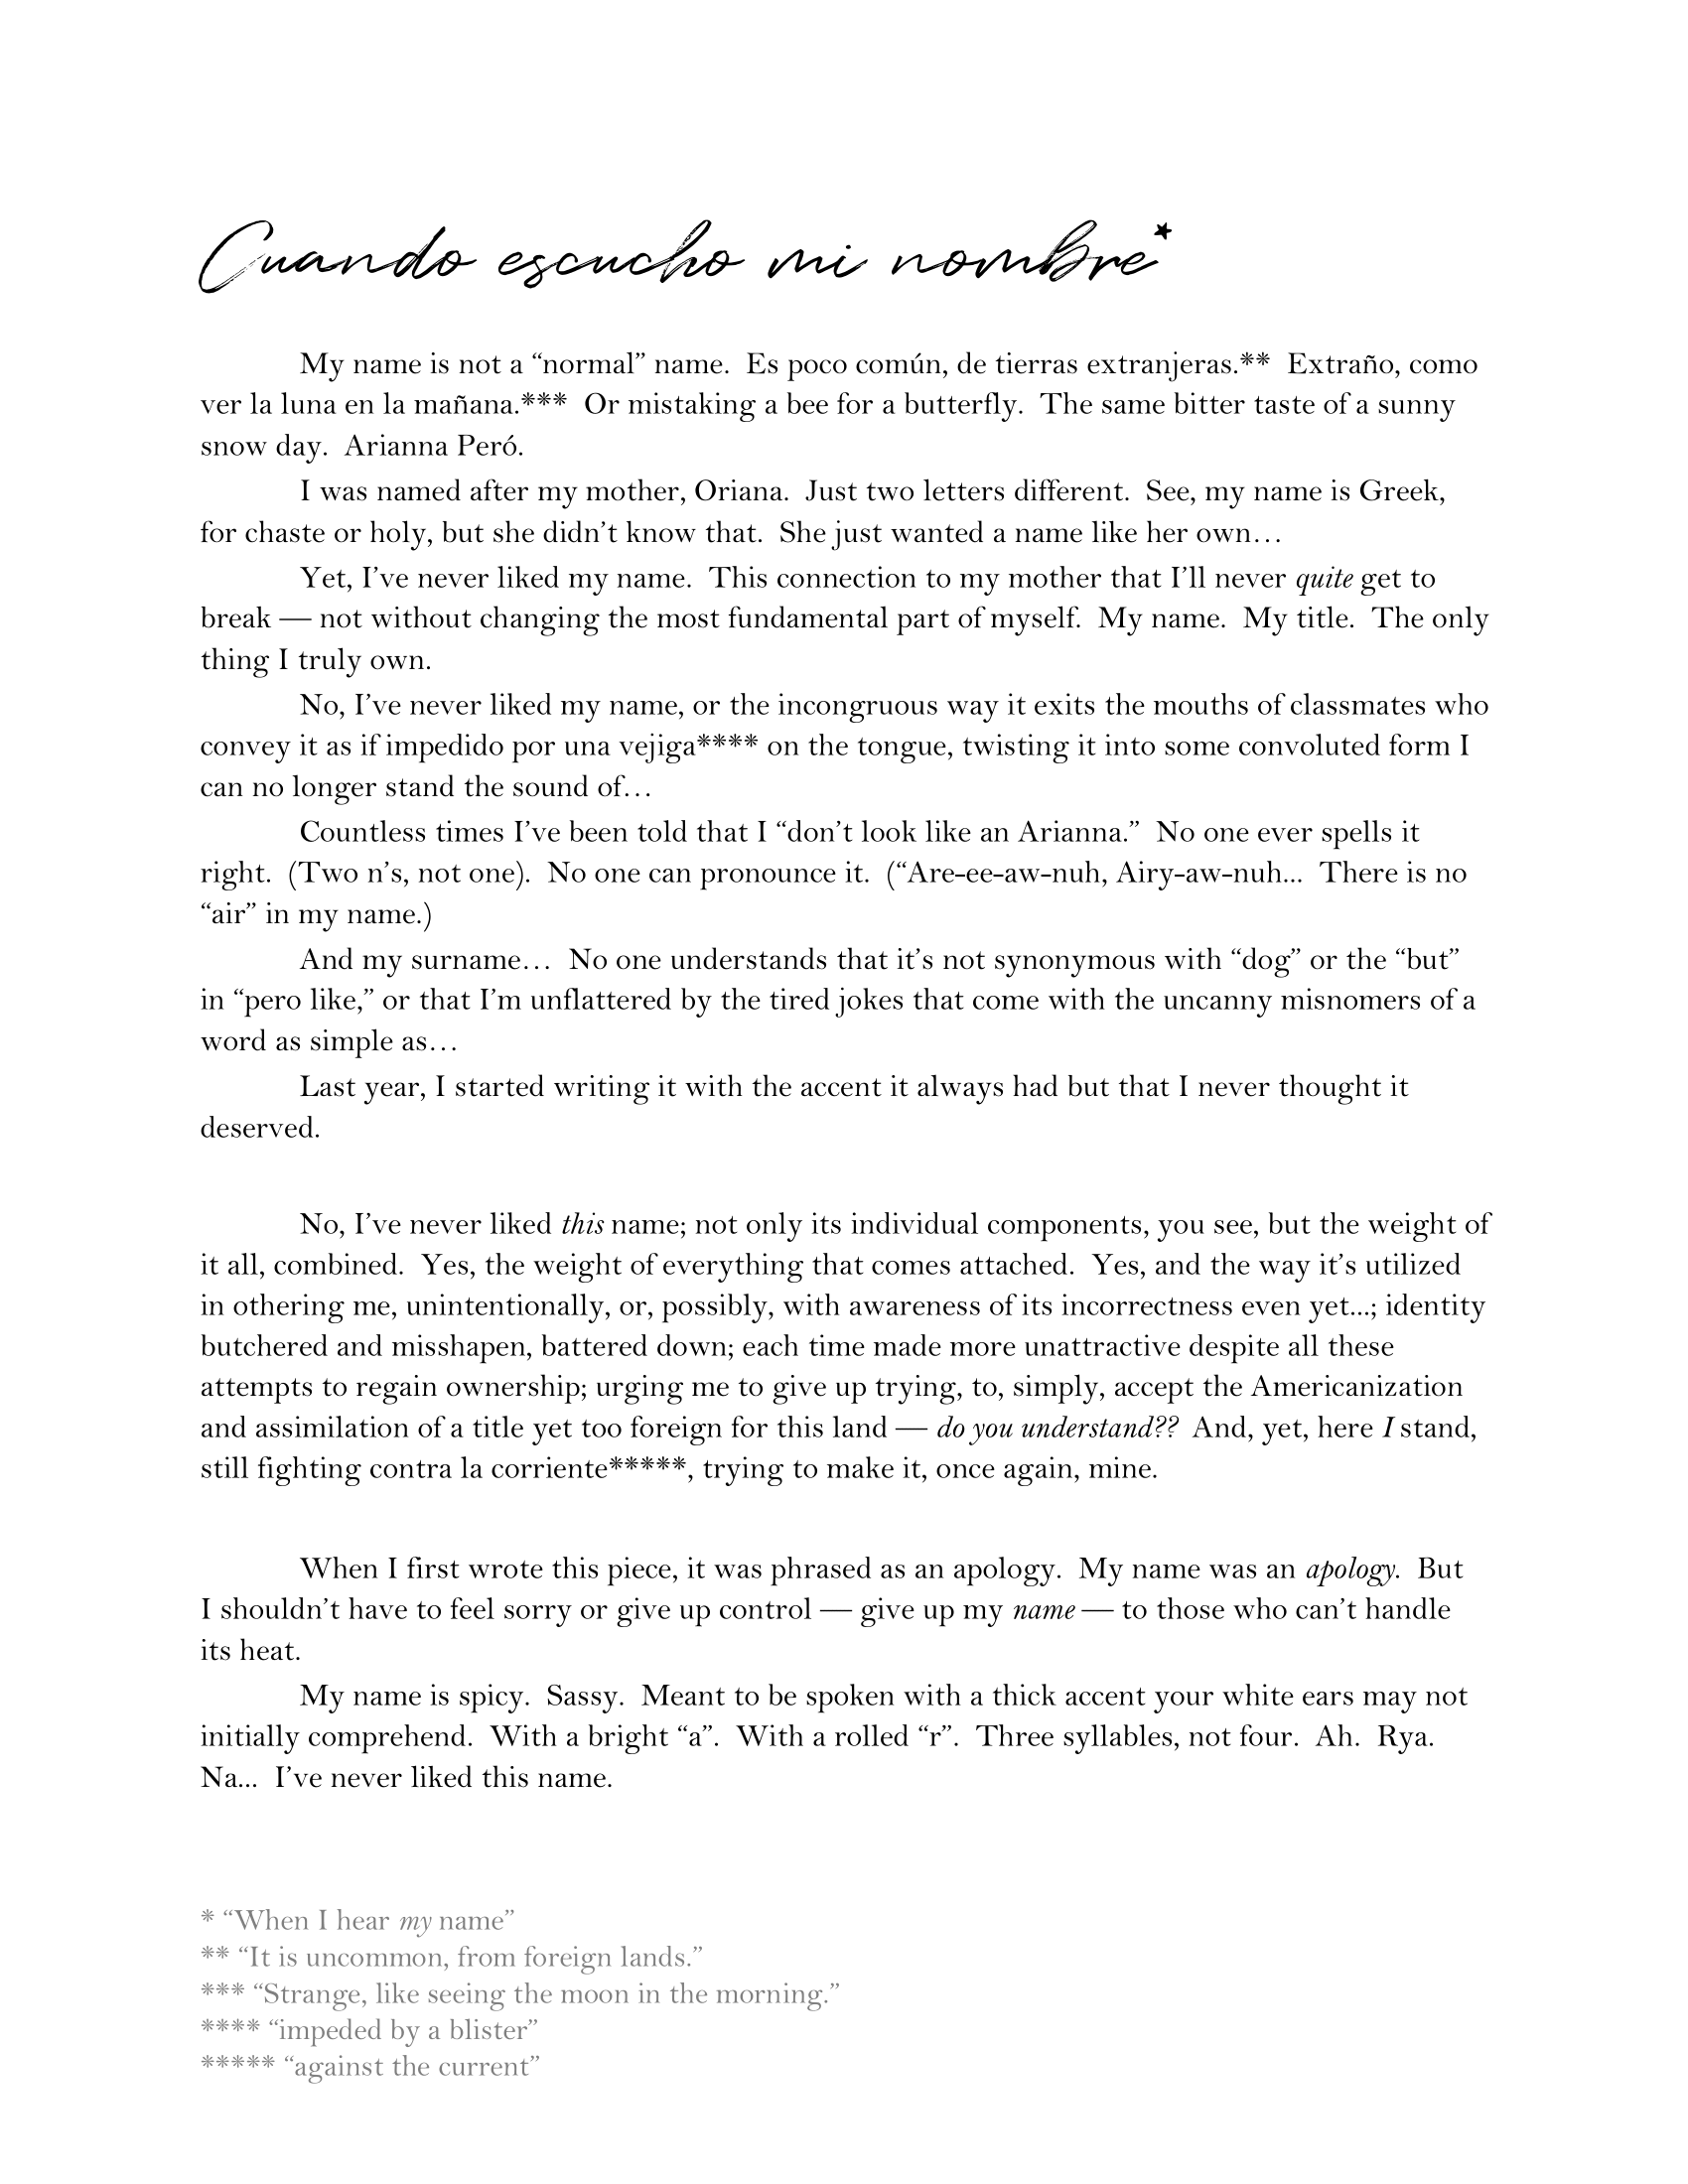 Cuando escucho mi nombre*
My name is not a “normal” name.  Es poco común, de tierras extranjeras.**  Extraño, como
ver la luna en la mañana.***  Or mistaking a bee for a butterfly.  The same bitter taste of a sunny
snow day.  Arianna Peró.
I was named after my mother, Oriana.  Just two letters different.  See, my name is Greek,
for chaste or holy, but she didn’t know that.  She just wanted a name like her own…
Yet, I’ve never liked my name.  This connection to my mother that I’ll never quite get to
break — not without changing the most fundamental part of myself.  My name.  My title.  The only
thing I truly own.
No, I’ve never liked my name, or the incongruous way it exits the mouths of classmates who
convey it as if impedido por una vejiga**** on the tongue, twisting it into some convoluted form I
can no longer stand the sound of…
Countless times I’ve been told that I “don’t look like an Arianna.”  No one ever spells it
right.  (Two n’s, not one).  No one can pronounce it.  (“Are-ee-aw-nuh, Airy-aw-nuh...  There is no
“air” in my name.)
And my surname…  No one understands that it’s not synonymous with “dog” or the “but”
in “pero like,” or that I’m unflattered by the tired jokes that come with the uncanny misnomers of a
word as simple as…
Last year, I started writing it with the accent it always had but that I never thought it
deserved.
No, I’ve never liked this name; not only its individual components, you see, but the weight of
it all, combined.  Yes, the weight of everything that comes attached.  Yes, and the way it’s utilized
in othering me, unintentionally, or, possibly, with awareness of its incorrectness even yet...; identity
butchered and misshapen, battered down; each time made more unattractive despite all these
attempts to regain ownership; urging me to give up trying, to, simply, accept the Americanization
and assimilation of a title yet too foreign for this land — do you understand??  And, yet, here I stand,
still fighting contra la corriente*****, trying to make it, once again, mine.
When I first wrote this piece, it was phrased as an apology.  My name was an apology.  But
I shouldn’t have to feel sorry or give up control — give up my name — to those who can’t handle
its heat.
My name is spicy.  Sassy.  Meant to be spoken with a thick accent your white ears may not
initially comprehend.  With a bright “a”.  With a rolled “r”.  Three syllables, not four.  Ah.  Rya.
Na...  I’ve never liked this name.
* “When I hear my name”
** “It is uncommon, from foreign lands.”
*** “Strange, like seeing the moon in the morning.”
**** “impeded by a blister”
***** “against the current”